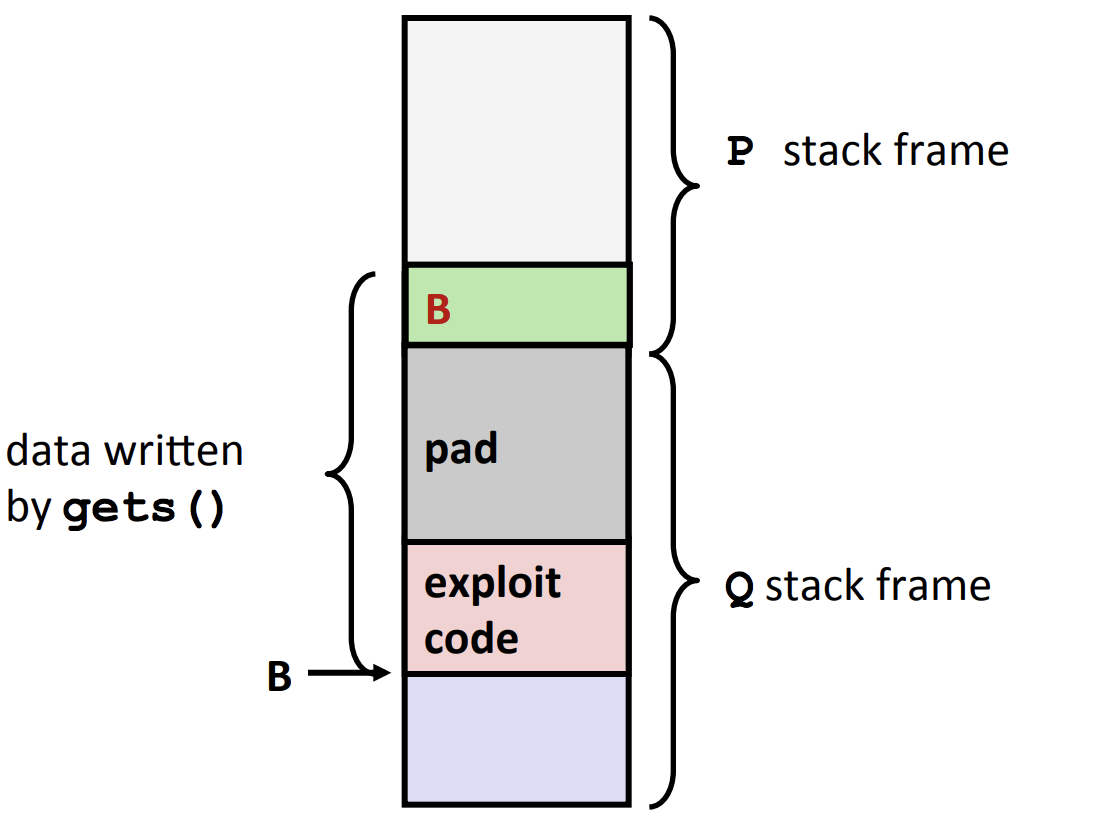 P stack frame
B
pad
data written
by gets()
exploit
code
Q stack frame
B